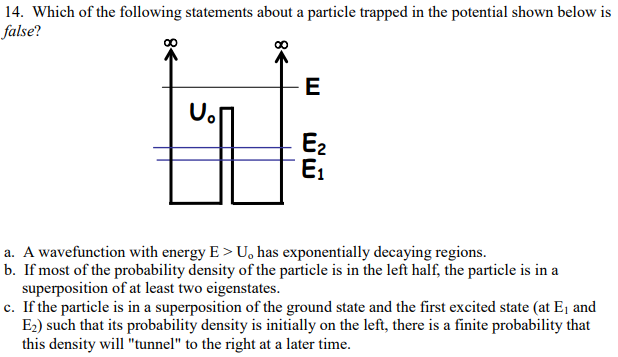 14. Which of the following statements about a particle trapped in the potential shown below is
false?
∞ ∞
E
Uₒ
E₂
E₁
a. A wavefunction with energy E > Uₒ has exponentially decaying regions.
b. If most of the probability density of the particle is in the left half, the particle is in a
superposition of at least two eigenstates.
c. If the particle is in a superposition of the ground state and the first excited state (at E₁ and
E₂) such that its probability density is initially on the left, there is a finite probability that
this density will "tunnel" to the right at a later time.